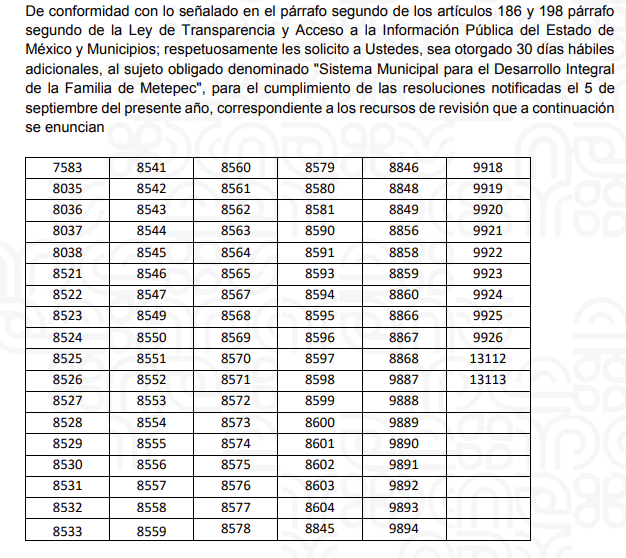 De conformidad con lo señalado en el párrafo segundo de los artículos 186 y 198 párrafo
segundo de la Ley de Transparencia y Acceso a la Información Pública del Estado de
México y Municipios; respetuosamente les solicito a Ustedes, sea otorgado 30 días hábiles
adicionales, al sujeto obligado denominado "Sistema Municipal para el Desarrollo Integral
de la Familia de Metepec", para el cumplimiento de las resoluciones notificadas el 5 de
septiembre del presente año, correspondiente a los recursos de revisión que a continuación
se enuncian
7583 8541 8560 8579 8846 9918
8035 8542 8561 8580 8848 9919
8036 8543 8562 8581 8849 9920
8037 8544 8563 8590 8856 9921
8038 8545 8564 8591 8858 9922
8521 8546 8565 8593 8859 9923
8522 8547 8567 8594 8860 9924
8523 8549 8568 8595 8866 9925
8524 8550 8569 8596 8867 9926
8525 8551 8570 8597 8868 13112
8526 8552 8571 8598 9887 13113
8527 8553 8572 8599 9888
8528 8554 8573 8600 9889
8529 8555 8574 8601 9890
8530 8556 8575 8602 9891
8531 8557 8576 8603 9892
8532 8558 8577 8604 9893
8533 8559 8578 8845 9894